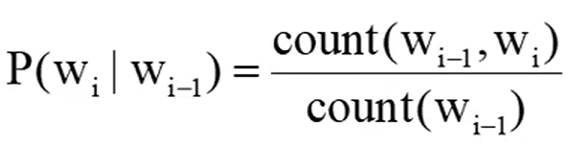 P(wᵢ | wᵢ₋₁) = count(wᵢ₋₁, wᵢ) / count(wᵢ₋₁)